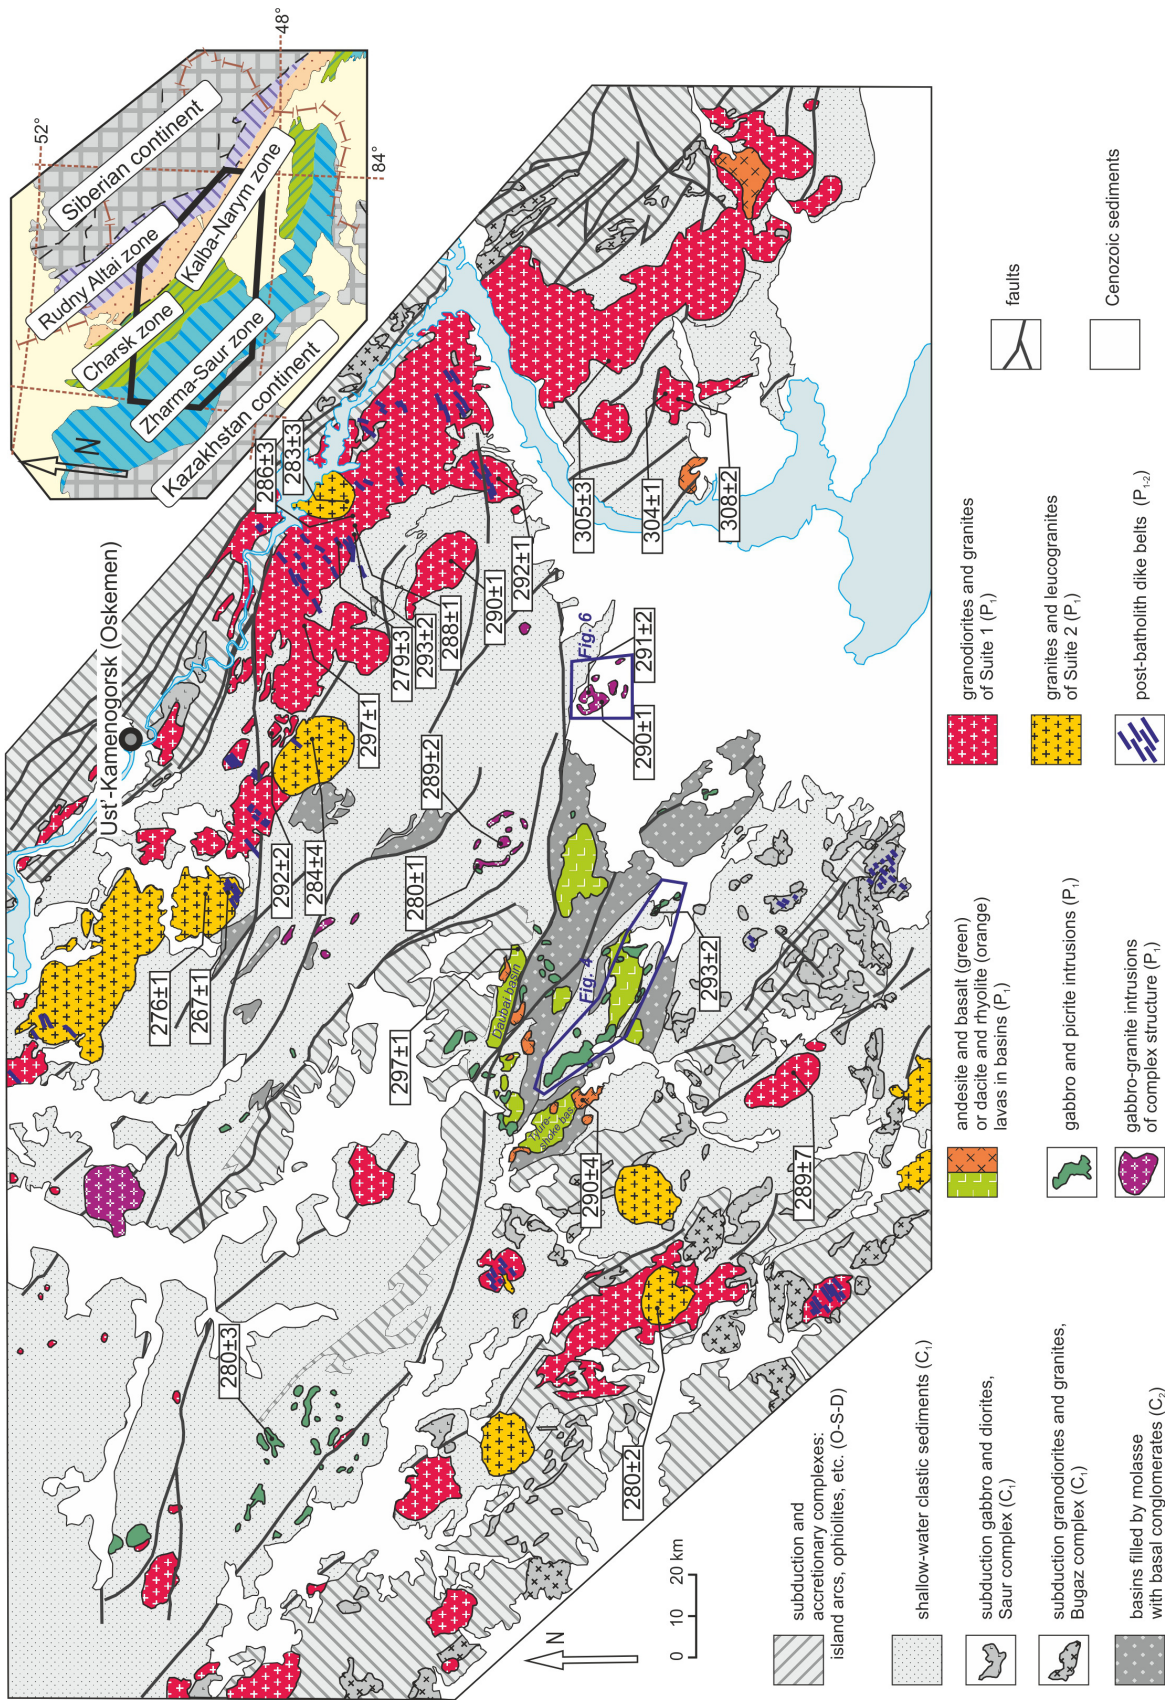 52°
48°
84°
N
Siberian continent
Rudny Altai zone
Kalba-Narym zone
Charsk zone
Zharma-Saur zone
Kazakhstan continent
Ust'-Kamenogorsk (Oskemen)
286±3
283±3
276±1
267±1
292±2
284±4
297±1
279±3
293±2
288±1
290±1
292±1
305±3
304±1
308±2
280±1
289±2
Fig. 6
290±1
291±2
297±1
Daubai basin
Fig. 4
Tyure-
shoke bas.
293±2
290±4
289±7
280±3
280±2
0 10 20 km
N
subduction and
accretionary complexes:
island arcs, ophiolites, etc. (O-S-D)
shallow-water clastic sediments (C₁)
subduction gabbro and diorites,
Saur complex (C₁)
subduction granodiorites and granites,
Bugaz complex (C₁)
basins filled by molasse
with basal conglomerates (C₂)
andesite and basalt (green)
or dacite and rhyolite (orange)
lavas in basins (P₁)
gabbro and picrite intrusions (P₁)
gabbro-granite intrusions
of complex structure (P₁)
granodiorites and granites
of Suite 1 (P₁)
granites and leucogranites
of Suite 2 (P₁)
post-batholith dike belts (P₁₋₂)
faults
Cenozoic sediments